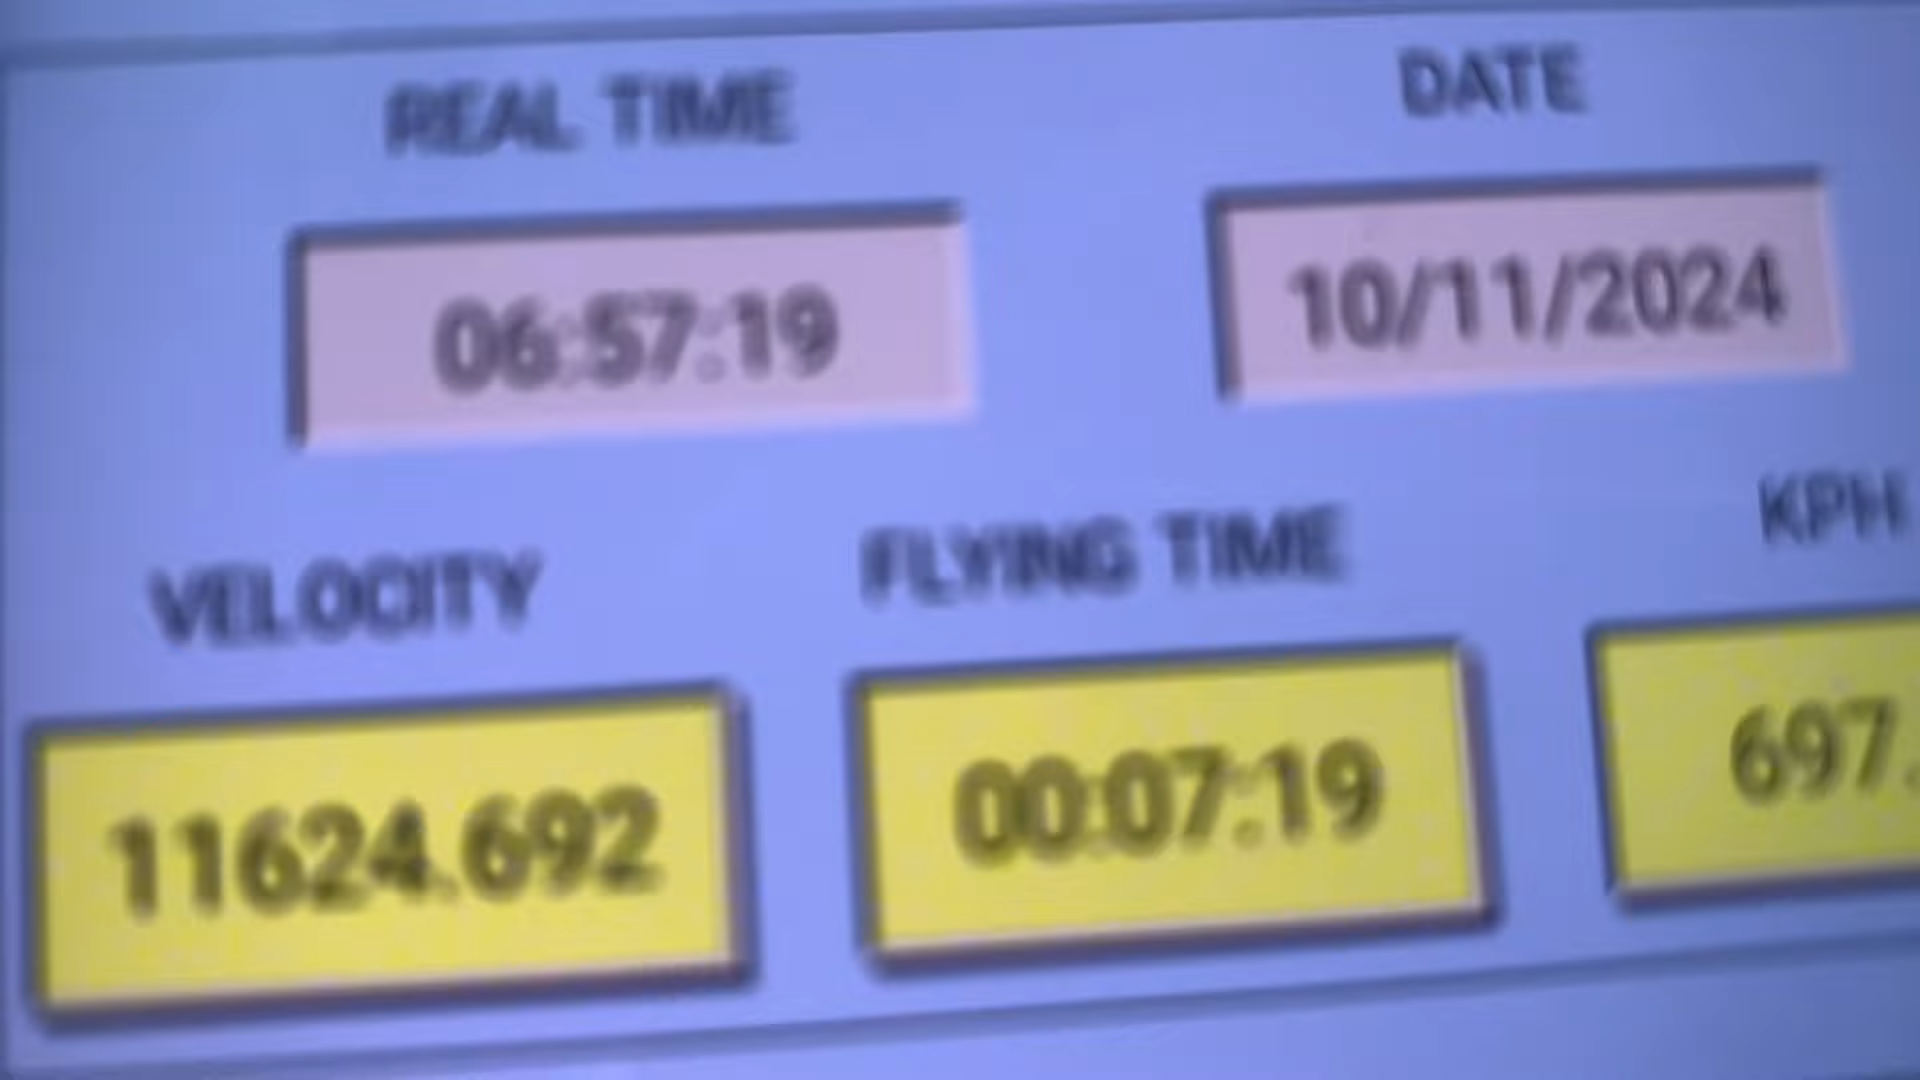 REAL TIME DATE
06:57:19 10/11/2024
VELOCITY FLYING TIME KPH
11624.692 00:07:19 697.